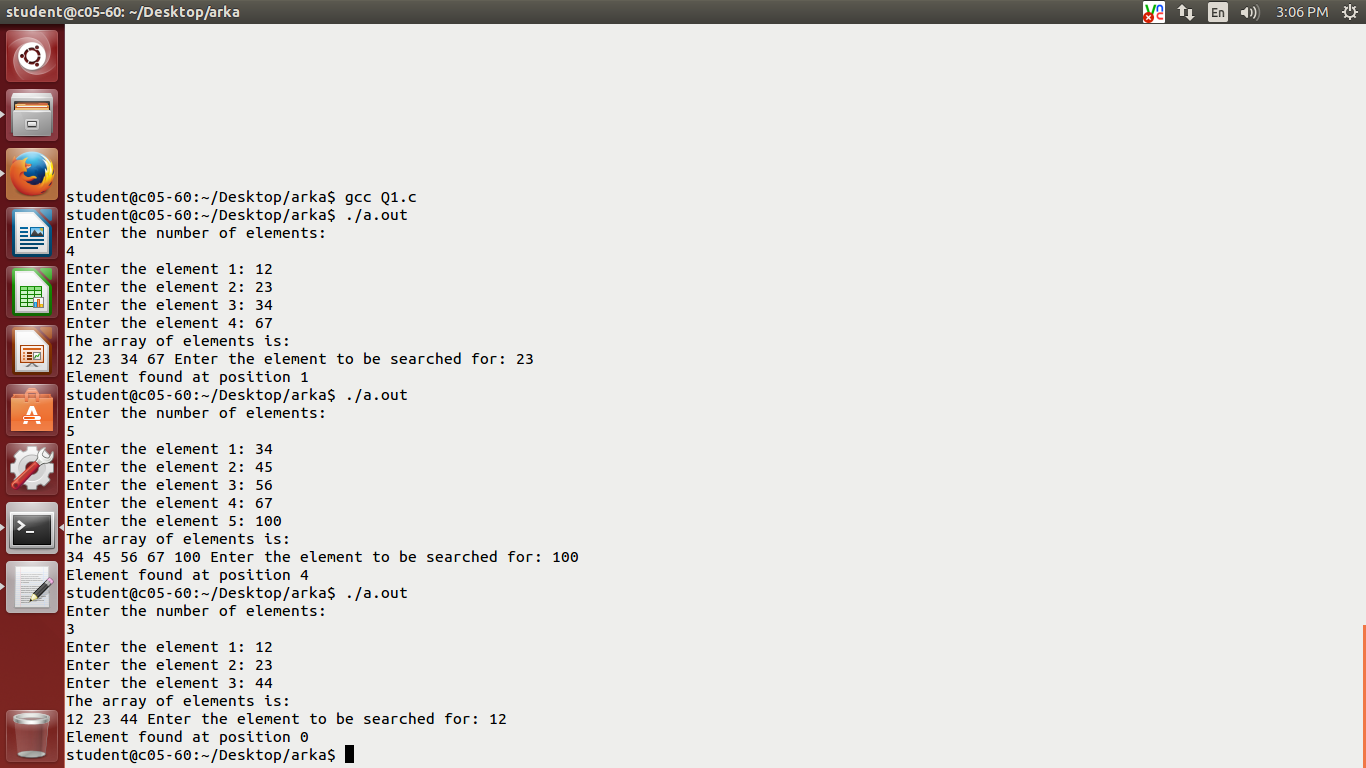 student@c05-60: ~/Desktop/arka
En
3:06 PM
student@c05-60:~/Desktop/arka$ gcc Q1.c
student@c05-60:~/Desktop/arka$ ./a.out
Enter the number of elements:
4
Enter the element 1: 12
Enter the element 2: 23
Enter the element 3: 34
Enter the element 4: 67
The array of elements is:
12 23 34 67 Enter the element to be searched for: 23
Element found at position 1
student@c05-60:~/Desktop/arka$ ./a.out
Enter the number of elements:
5
Enter the element 1: 34
Enter the element 2: 45
Enter the element 3: 56
Enter the element 4: 67
Enter the element 5: 100
The array of elements is:
34 45 56 67 100 Enter the element to be searched for: 100
Element found at position 4
student@c05-60:~/Desktop/arka$ ./a.out
Enter the number of elements:
3
Enter the element 1: 12
Enter the element 2: 23
Enter the element 3: 44
The array of elements is:
12 23 44 Enter the element to be searched for: 12
Element found at position 0
student@c05-60:~/Desktop/arka$